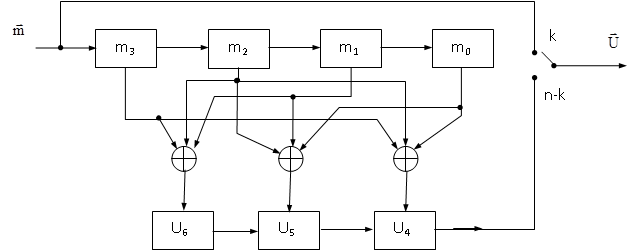 m⃗
k
m₃ m₂ m₁ m₀
U⃗
n-k
U₆ U₅ U₄